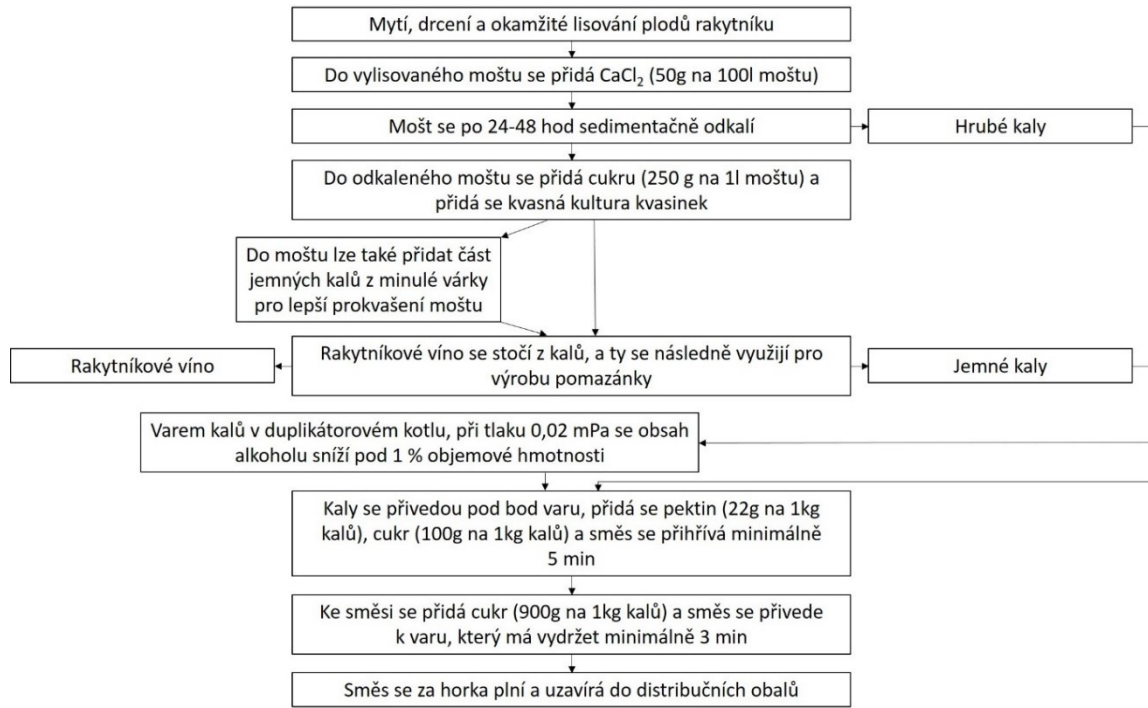 Mytí, drcení a okamžité lisování plodů rakytníku
Do vylisovaného moštu se přidá CaCl₂ (50g na 100l moštu)
Mošt se po 24-48 hod sedimentačně odkalí
Hrubé kaly
Do odkaleného moštu se přidá cukru (250 g na 1l moštu) a
přidá se kvasná kultura kvasinek
Do moštu lze také přidat část
jemných kalů z minulé várky
pro lepší prokvašení moštu
Rakytníkové víno
Rakytníkové víno se stočí z kalů, a ty se následně využijí pro
výrobu pomazánky
Jemné kaly
Varem kalů v duplikátorovém kotlu, při tlaku 0,02 mPa se obsah
alkoholu sníží pod 1 % objemové hmotnosti
Kaly se přivedou pod bod varu, přidá se pektin (22g na 1kg
kalů), cukr (100g na 1kg kalů) a směs se přihřívá minimálně
5 min
Ke směsi se přidá cukr (900g na 1kg kalů) a směs se přivede
k varu, který má vydržet minimálně 3 min
Směs se za horka plní a uzavírá do distribučních obalů